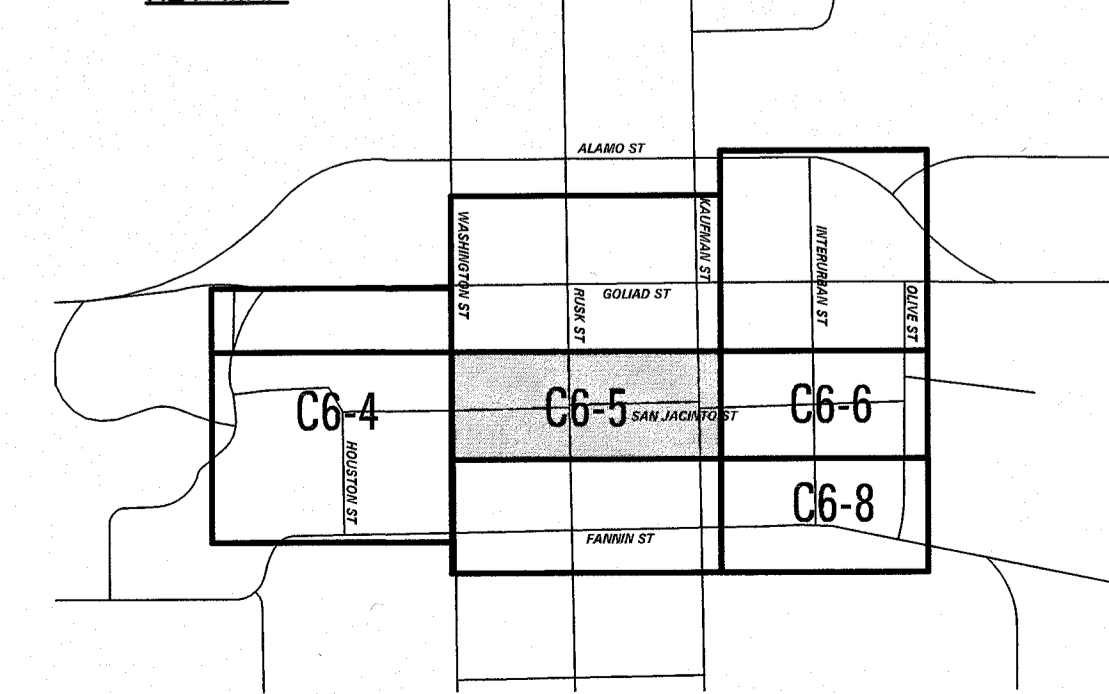 ALAMO ST
WASHINGTON ST
KAUFMAN ST
INTERURBAN ST
GOLIAD ST
RUSK ST
OLIVE ST
C6-4
C6-5
SAN JACINTO ST
C6-6
HOUSTON ST
C6-8
FANNIN ST